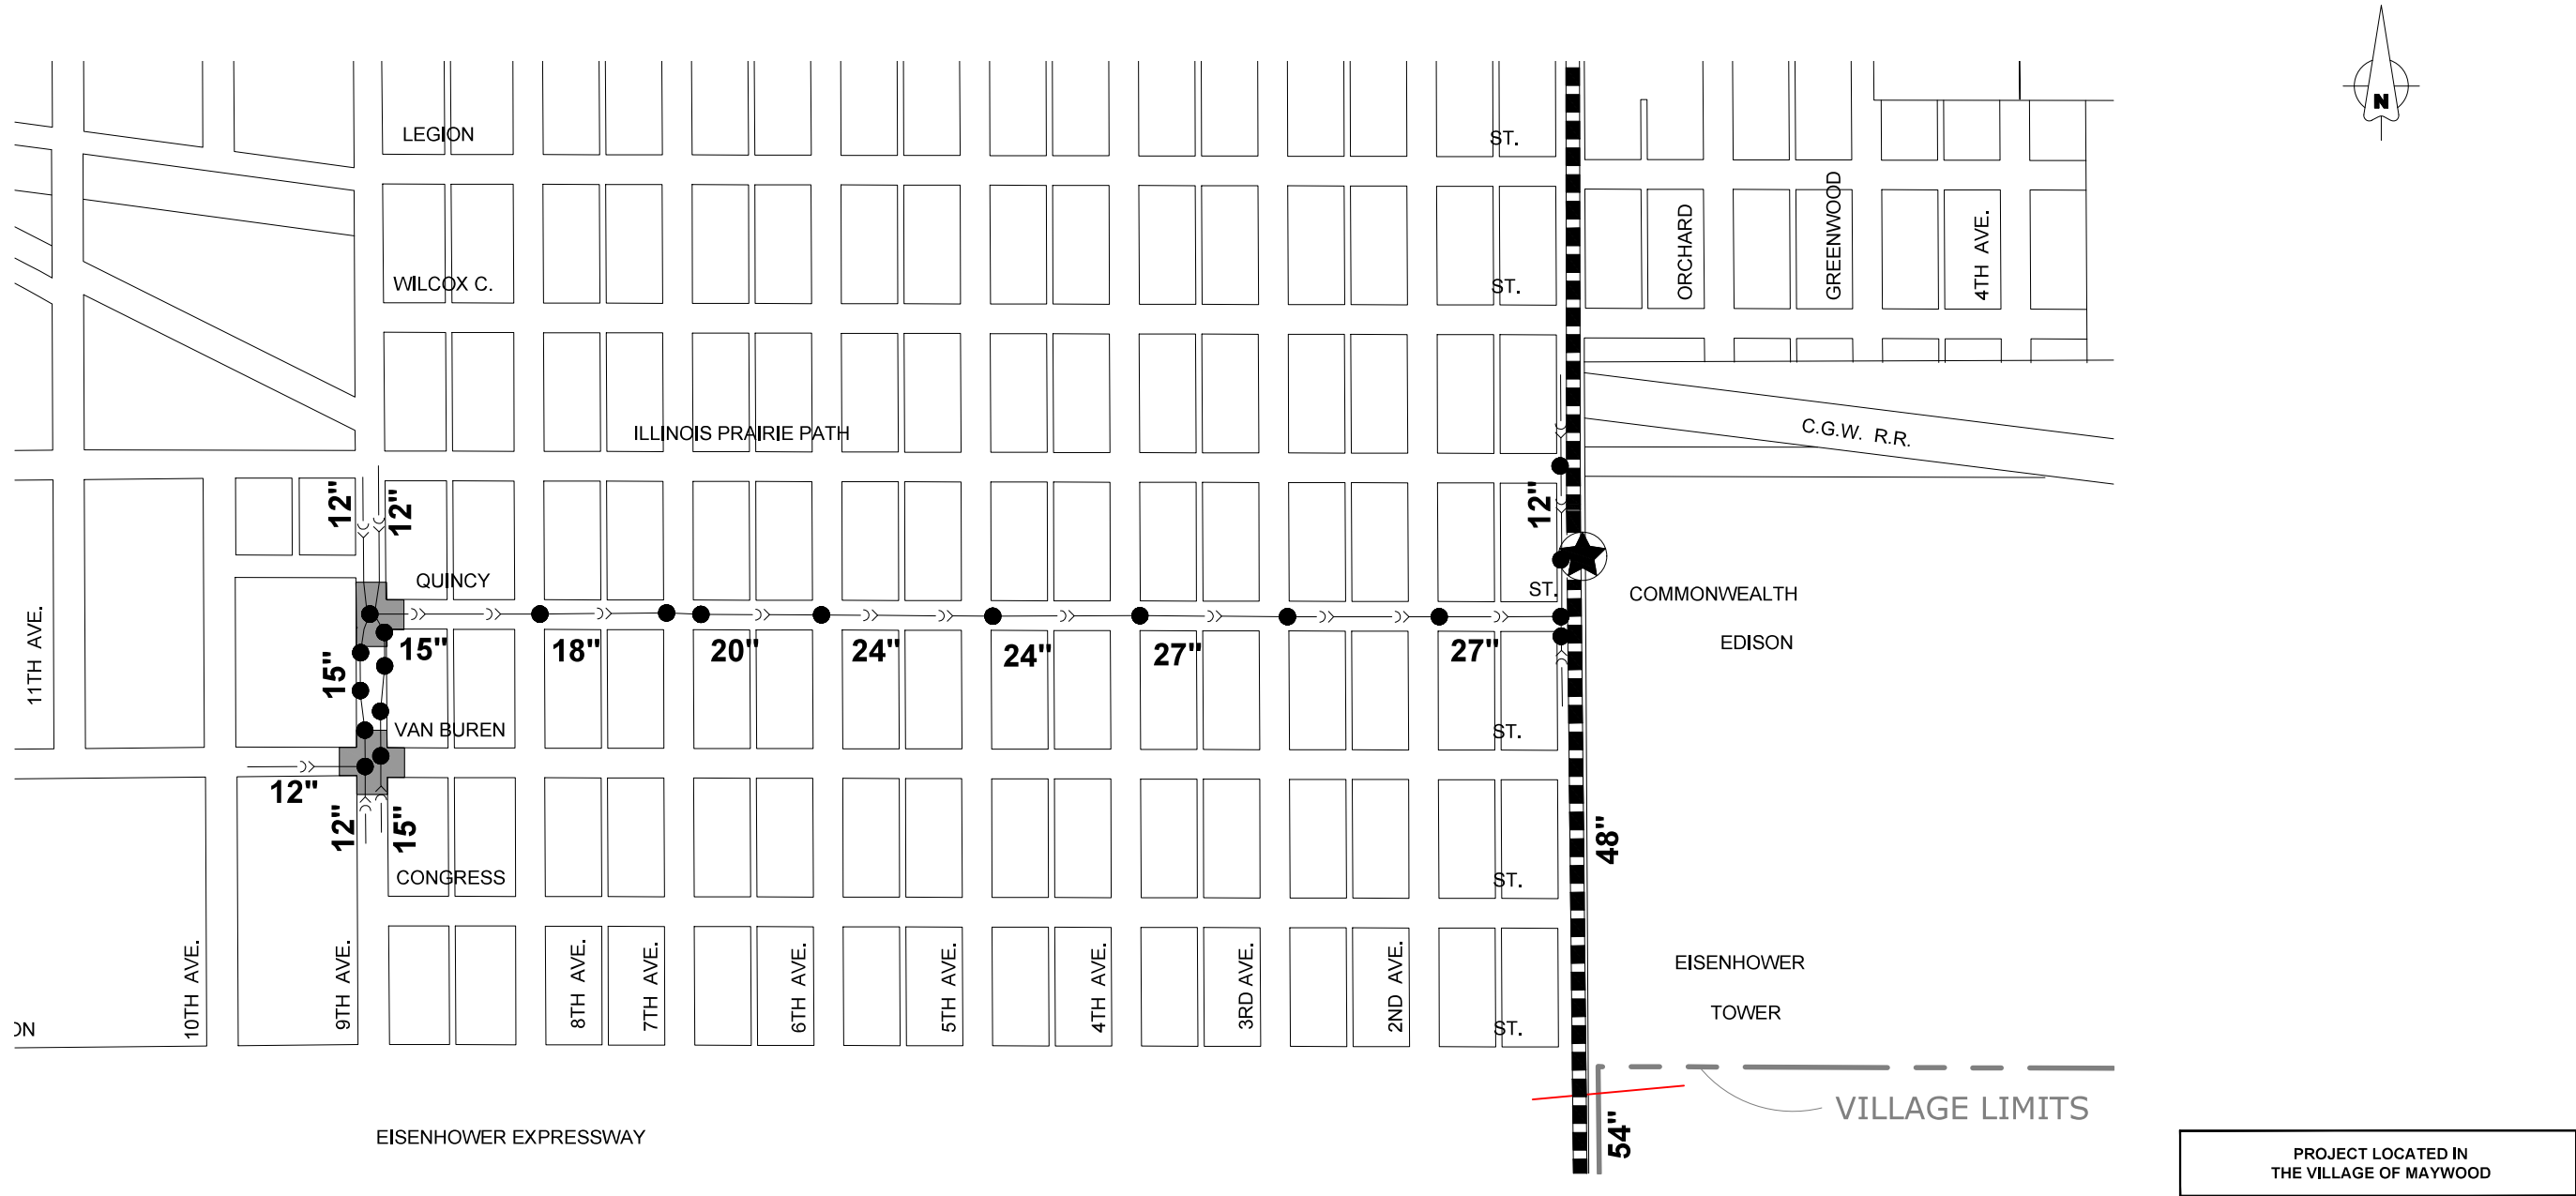 N
LEGION
ST.
WILCOX C.
ST.
ORCHARD
GREENWOOD
4TH AVE.
ILLINOIS PRAIRIE PATH
C.G.W. R.R.
12"
12"
12"
QUINCY
ST.
COMMONWEALTH
EDISON
11TH AVE.
15"
15"
18"
20"
24"
24"
27"
27"
VAN BUREN
ST.
12"
12"
15"
48"
CONGRESS
ST.
10TH AVE.
9TH AVE.
8TH AVE.
7TH AVE.
6TH AVE.
5TH AVE.
4TH AVE.
3RD AVE.
2ND AVE.
EISENHOWER
TOWER
ON
ST.
VILLAGE LIMITS
54"
EISENHOWER EXPRESSWAY
PROJECT LOCATED IN
THE VILLAGE OF MAYWOOD